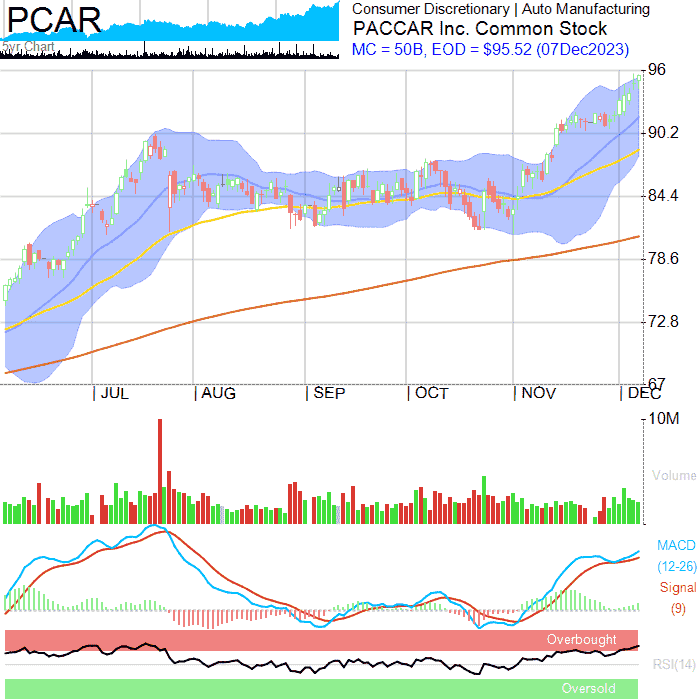 PCAR
5yr Chart
Consumer Discretionary | Auto Manufacturing
PACCAR Inc. Common Stock
MC = 50B, EOD = $95.52 (07Dec2023)
96
90.2
84.4
78.6
72.8
67
| JUL | AUG | SEP | OCT | NOV | DEC
10M
Volume
MACD
(12-26)
Signal
(9)
Overbought
RSI(14)
Oversold